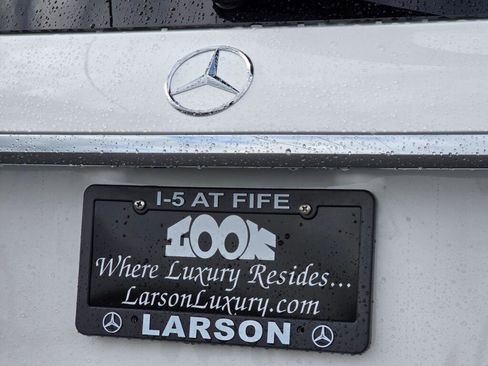 I-5 AT FIFE
LOOK
Where Luxury Resides...
LarsonLuxury.com
LARSON